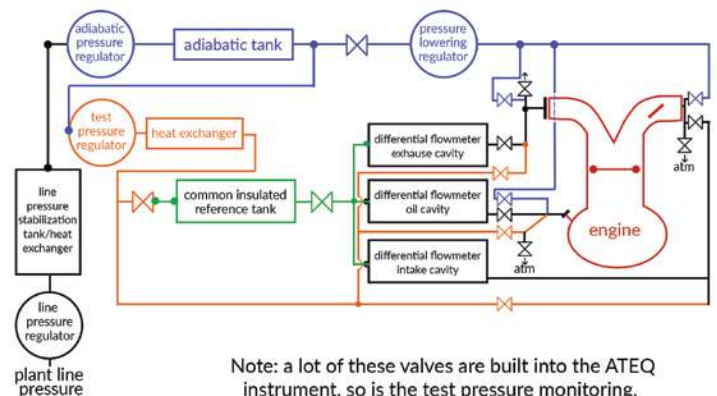 adiabatic
pressure
regulator
adiabatic tank
pressure
lowering
regulator
test
pressure
regulator
heat exchanger
line
pressure
stabilization
tank/heat
exchanger
common insulated
reference tank
differential flowmeter
exhause cavity
differential flowmeter
oil cavity
differential flowmeter
intake cavity
atm
atm
engine
line
pressure
regulator
plant line
pressure
Note: a lot of these valves are built into the ATEQ
instrument, so is the test pressure monitoring.